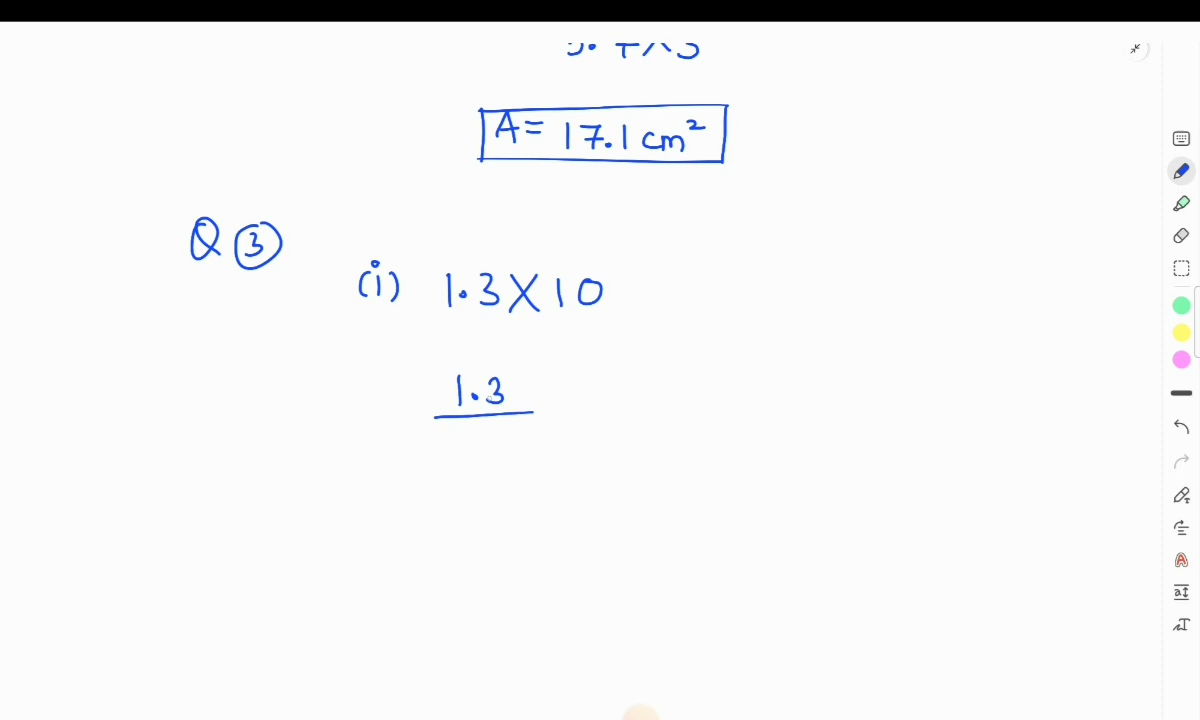 A = 17.1 cm²
Q ③
(i) 1.3 X 10
1.3